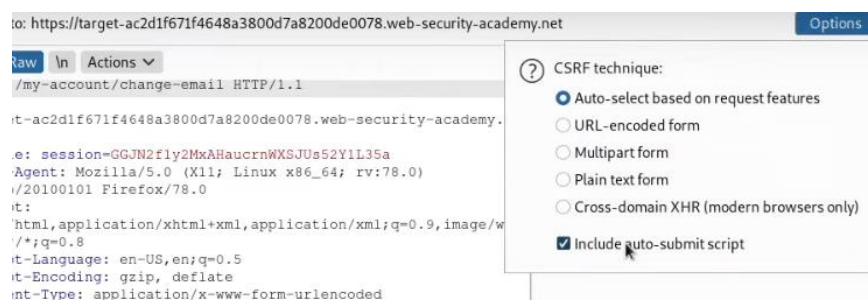 to: https://target-ac2d1f671f4648a3800d7a8200de0078.web-security-academy.net
Options
Raw \n Actions
/my-account/change-email HTTP/1.1
et-ac2d1f671f4648a3800d7a8200de0078.web-security-academy.
e: session=GGJN2fly2MxAHaucrnWXSJUs52Y1L35a
Agent: Mozilla/5.0 (X11; Linux x86_64; rv:78.0)
/20100101 Firefox/78.0
t:
html,application/xhtml+xml,application/xml;q=0.9,image/w
/*;q=0.8
t-Language: en-US,en;q=0.5
t-Encoding: gzip, deflate
nt-Type: application/x-www-form-urlencoded
? CSRF technique:
Auto-select based on request features
URL-encoded form
Multipart form
Plain text form
Cross-domain XHR (modern browsers only)
Include auto-submit script